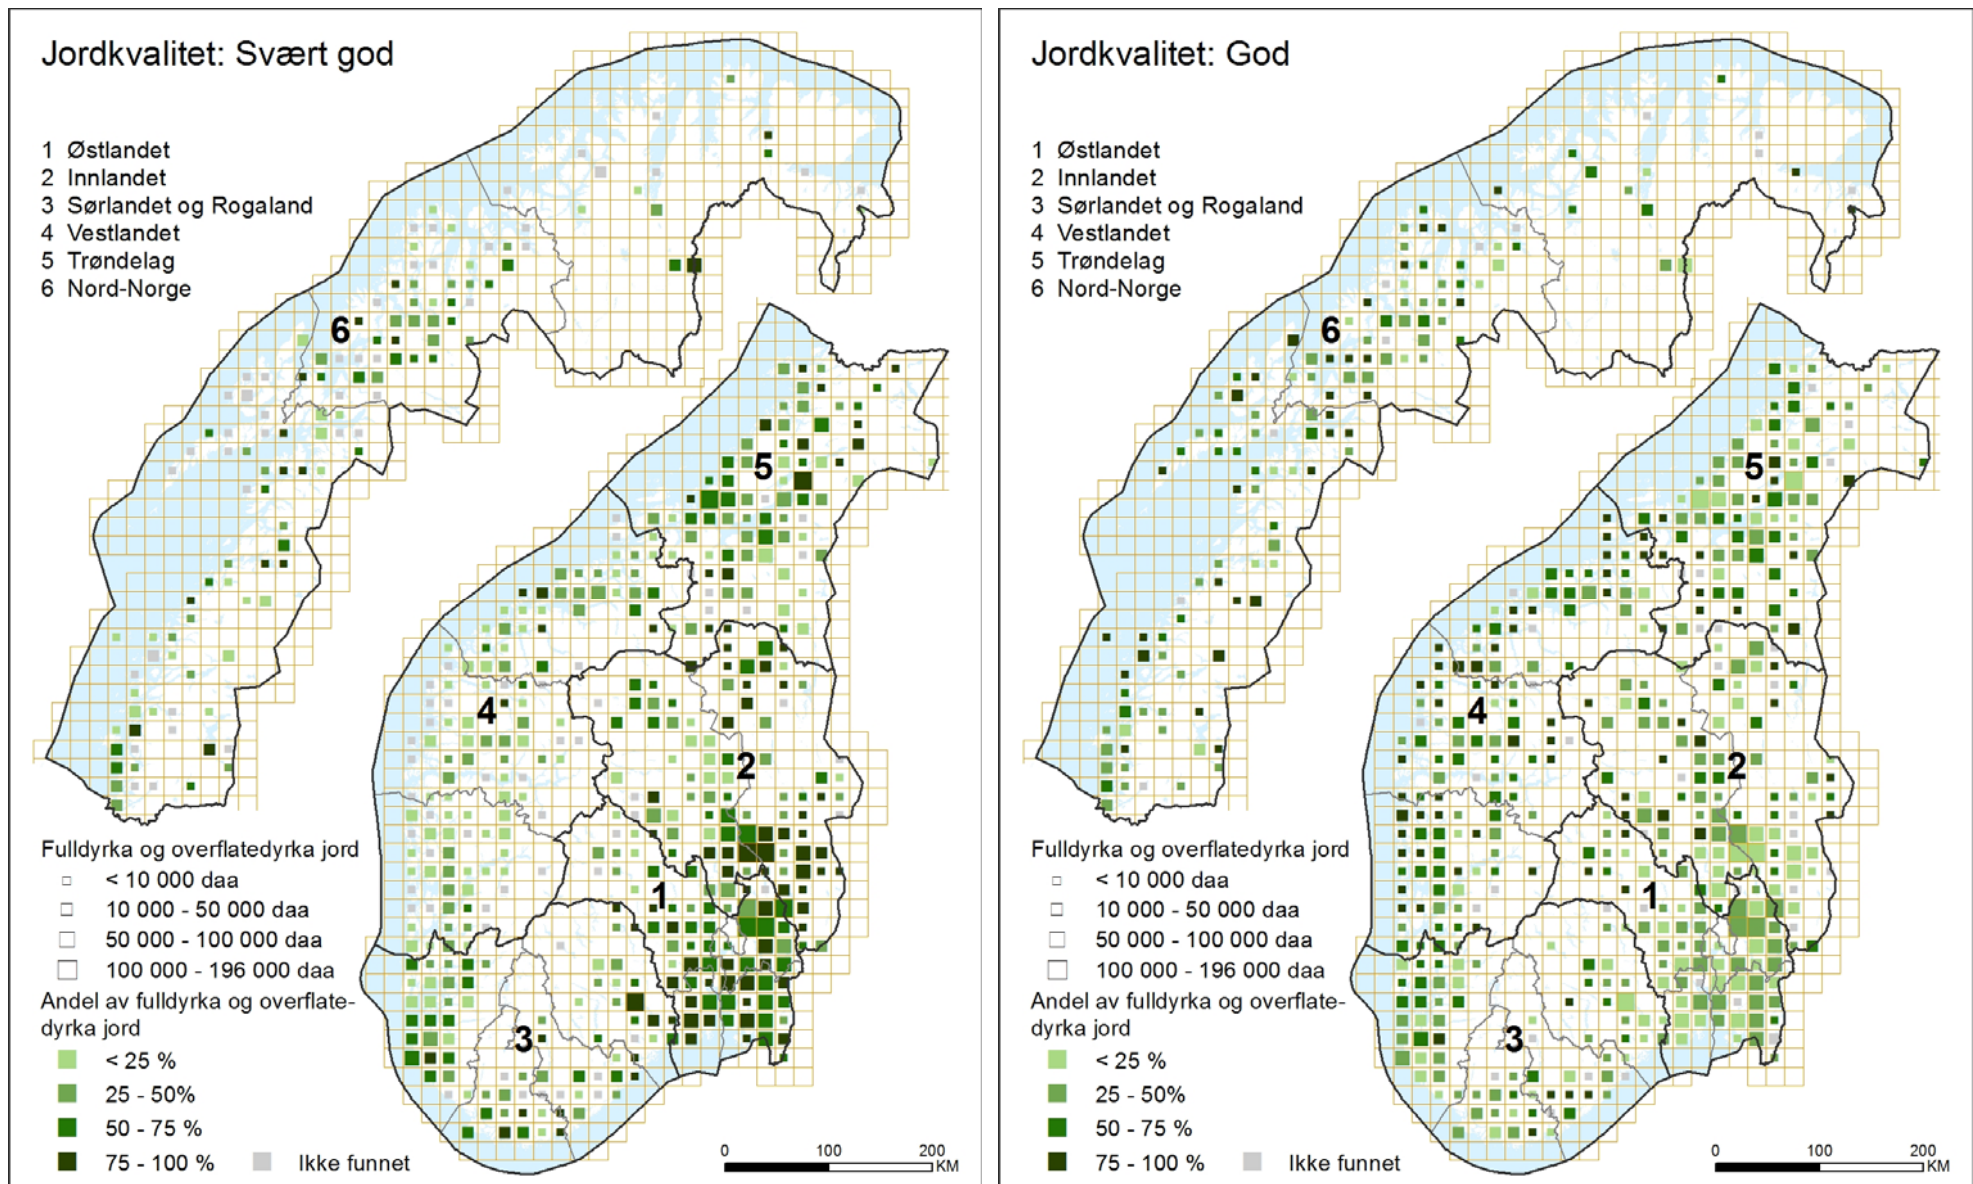 Jordkvalitet: Svært god
1 Østlandet
2 Innlandet
3 Sørlandet og Rogaland
4 Vestlandet
5 Trøndelag
6 Nord-Norge
6
5
4
2
1
3
Fulldyrka og overflatedyrka jord
< 10 000 daa
10 000 - 50 000 daa
50 000 - 100 000 daa
100 000 - 196 000 daa
Andel av fulldyrka og overflate-
dyrka jord
< 25 %
25 - 50%
50 - 75 %
75 - 100 %
Ikke funnet
0 100 200
KM
Jordkvalitet: God
1 Østlandet
2 Innlandet
3 Sørlandet og Rogaland
4 Vestlandet
5 Trøndelag
6 Nord-Norge
6
5
4
2
1
3
Fulldyrka og overflatedyrka jord
< 10 000 daa
10 000 - 50 000 daa
50 000 - 100 000 daa
100 000 - 196 000 daa
Andel av fulldyrka og overflate-
dyrka jord
< 25 %
25 - 50%
50 - 75 %
75 - 100 %
Ikke funnet
0 100 200
KM